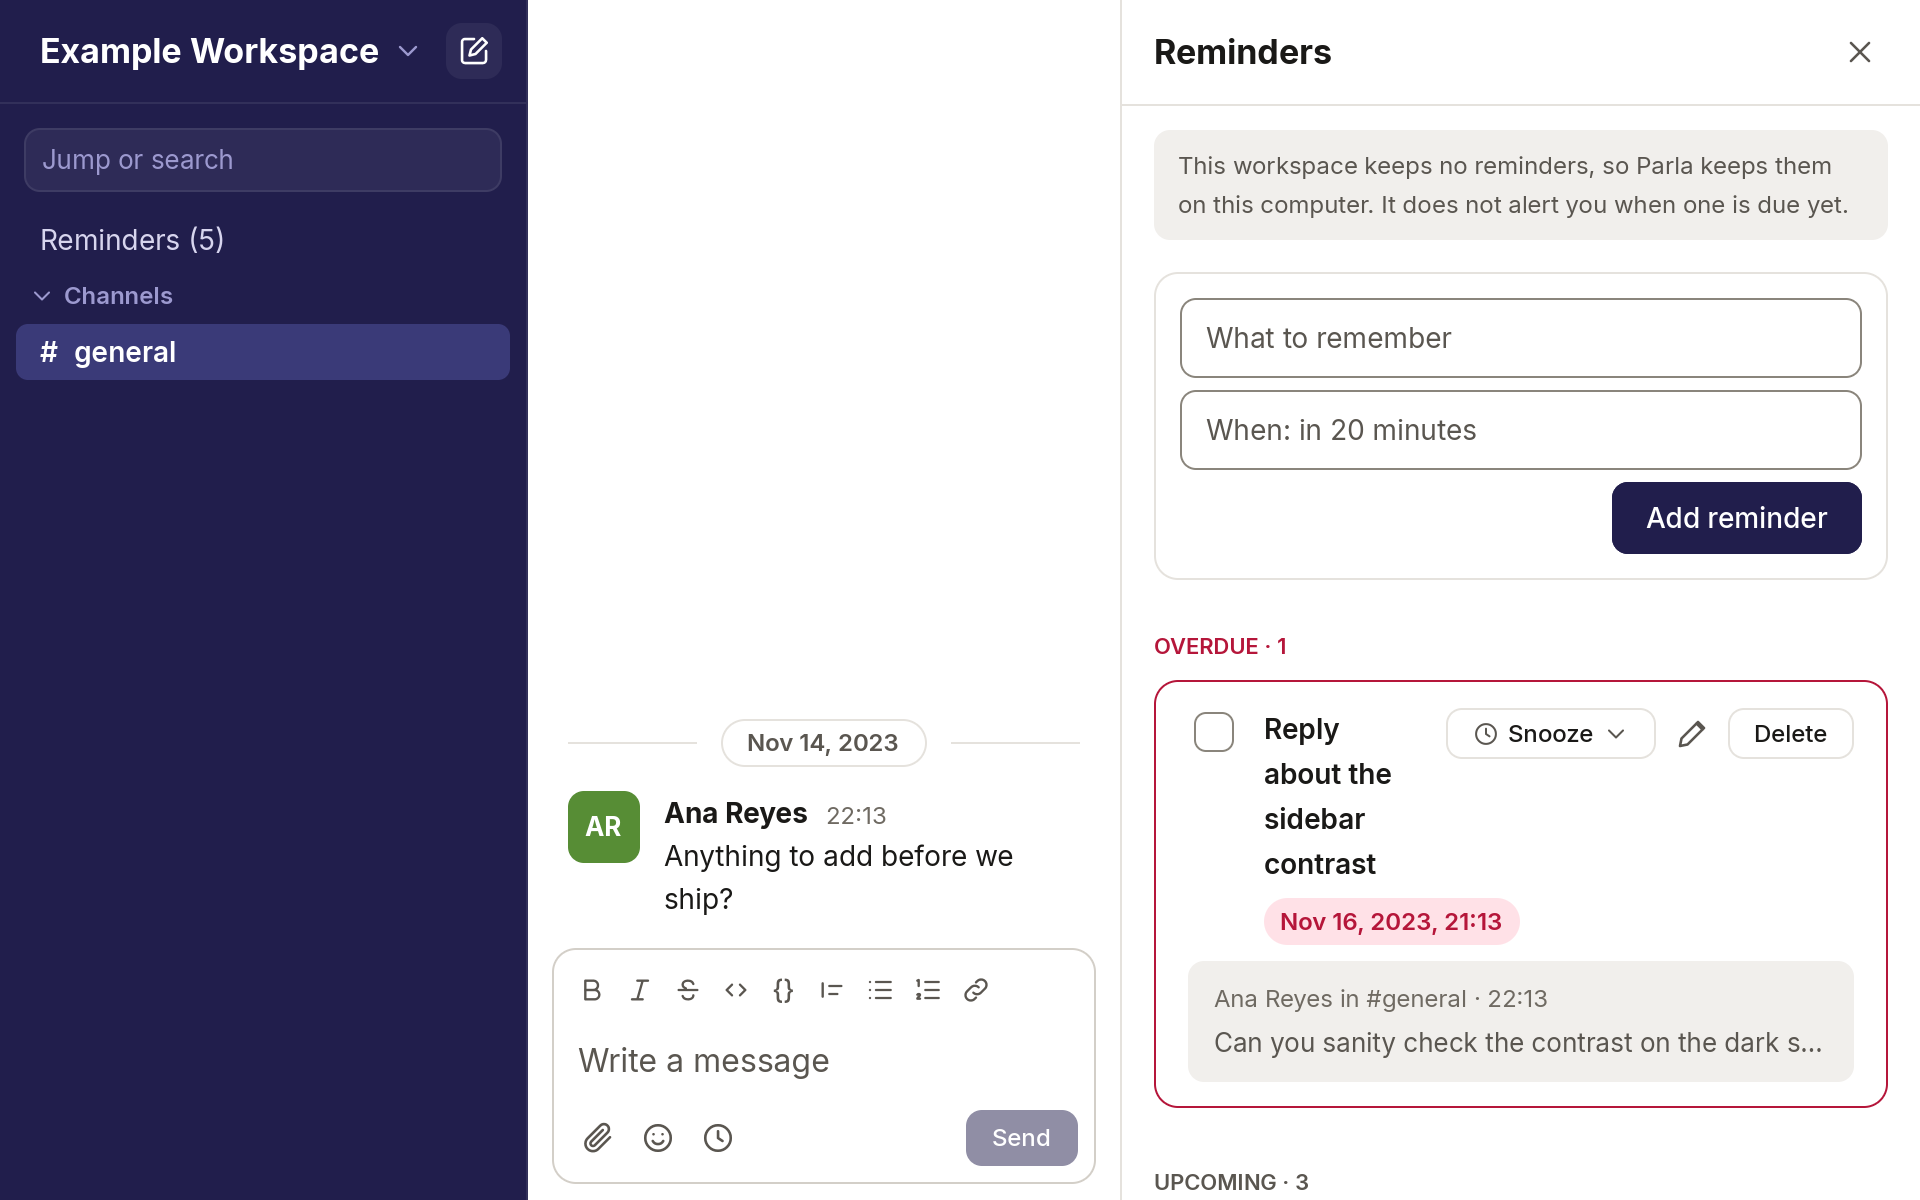 Example Workspace
Jump or search
Reminders (5)
Channels
# general
Nov 14, 2023
AR
Ana Reyes 22:13
Anything to add before we
ship?
Write a message
Send
Reminders
This workspace keeps no reminders, so Parla keeps them
on this computer. It does not alert you when one is due yet.
What to remember
When: in 20 minutes
Add reminder
OVERDUE · 1
Reply
about the
sidebar
contrast
Snooze
Delete
Nov 16, 2023, 21:13
Ana Reyes in #general · 22:13
Can you sanity check the contrast on the dark s...
UPCOMING · 3